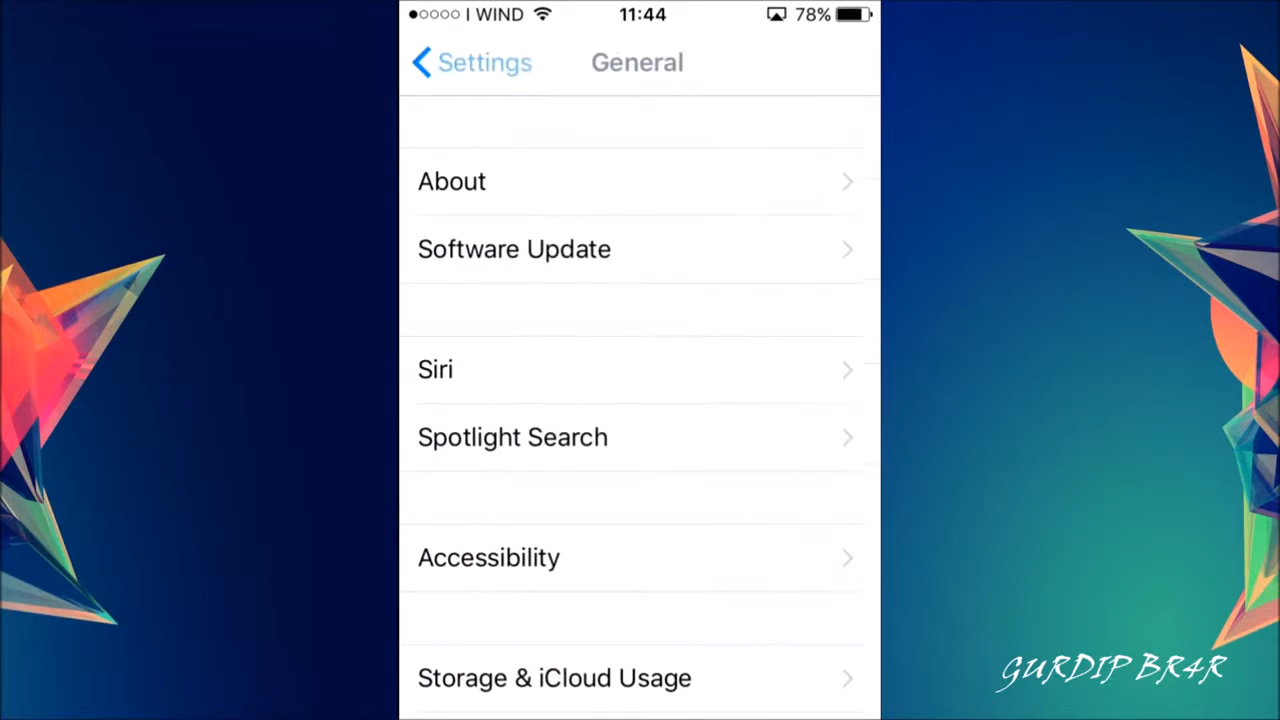 I WIND 11:44 78%
Settings General
About
Software Update
Siri
Spotlight Search
Accessibility
Storage & iCloud Usage
GURDIP BR4R